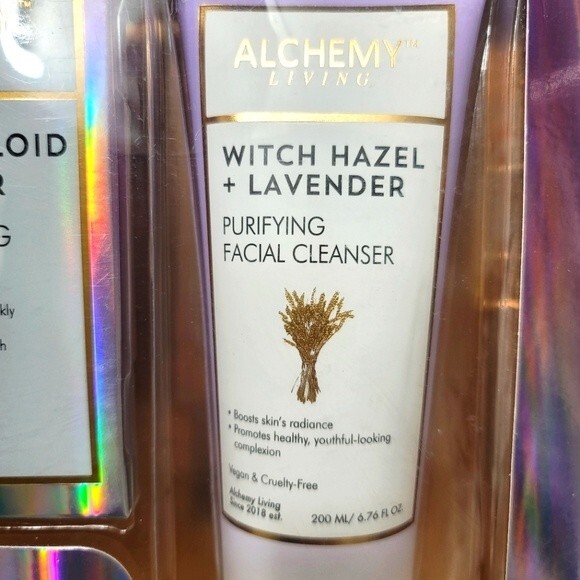 LOID
R
G
kly
h
ALCHEMY™
LIVING
WITCH HAZEL
+ LAVENDER
PURIFYING
FACIAL CLEANSER
• Boosts skin's radiance
• Promotes healthy, youthful-looking
complexion
Vegan & Cruelty-Free
Alchemy Living
Since 2018 est.
200 ML/ 6.76 FL OZ.